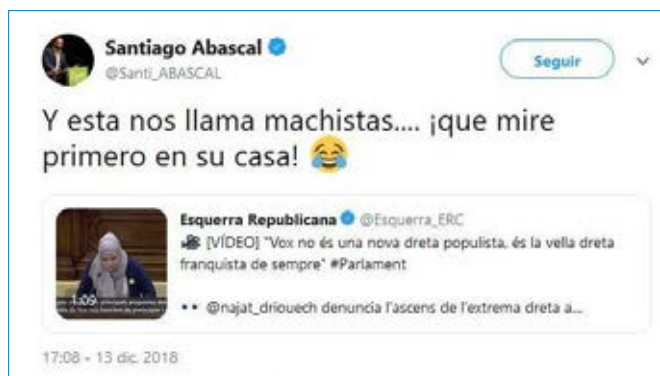 Santiago Abascal
@Santi_ABASCAL
Seguir
Y esta nos llama machistas.... ¡que mire
primero en su casa! 😂
Esquerra Republicana @Esquerra_ERC
[VÍDEO] "Vox no és una nova dreta populista, és la vella dreta
franquista de sempre" #Parlament
1:09
👀 @najat_driouech denuncia l'ascens de l'extrema dreta a...
17:08 - 13 dic. 2018